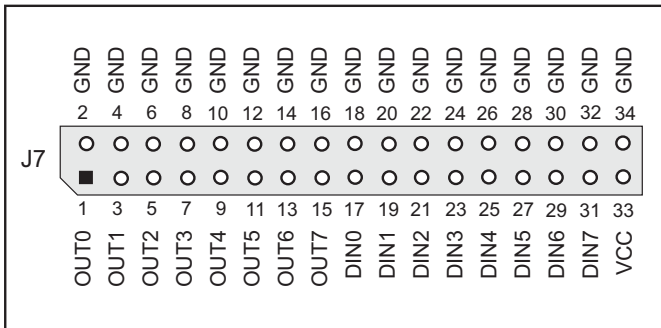 GND GND GND GND GND GND GND GND GND GND GND GND GND GND GND GND GND
2 4 6 8 10 12 14 16 18 20 22 24 26 28 30 32 34
J7
1 3 5 7 9 11 13 15 17 19 21 23 25 27 29 31 33
OUT0 OUT1 OUT2 OUT3 OUT4 OUT5 OUT6 OUT7 DIN0 DIN1 DIN2 DIN3 DIN4 DIN5 DIN6 DIN7 VCC